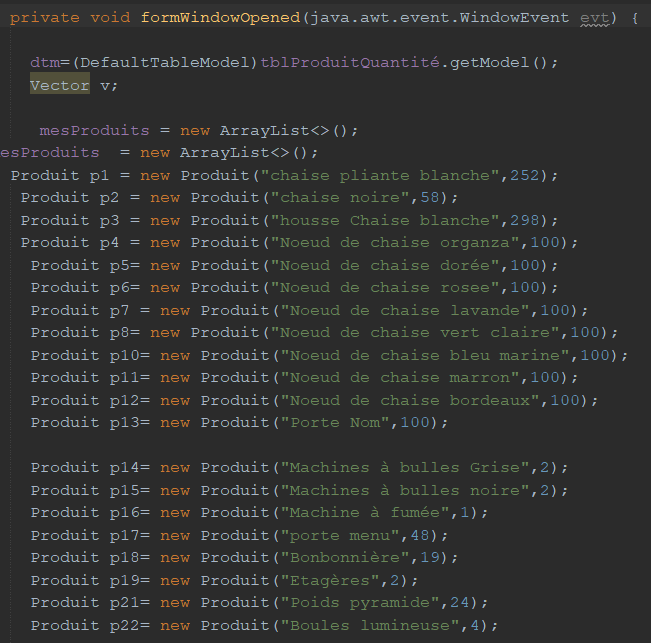 private void formWindowOpened(java.awt.event.WindowEvent evt) {
dtm=(DefaultTableModel)tblProduitQuantité.getModel();
Vector v;
mesProduits = new ArrayList<>();
esProduits = new ArrayList<>();
Produit p1 = new Produit("chaise pliante blanche",252);
Produit p2 = new Produit("chaise noire",58);
Produit p3 = new Produit("housse Chaise blanche",298);
Produit p4 = new Produit("Noeud de chaise organza",100);
Produit p5= new Produit("Noeud de chaise dorée",100);
Produit p6= new Produit("Noeud de chaise rosee",100);
Produit p7 = new Produit("Noeud de chaise lavande",100);
Produit p8= new Produit("Noeud de chaise vert claire",100);
Produit p10= new Produit("Noeud de chaise bleu marine",100);
Produit p11= new Produit("Noeud de chaise marron",100);
Produit p12= new Produit("Noeud de chaise bordeaux",100);
Produit p13= new Produit("Porte Nom",100);
Produit p14= new Produit("Machines à bulles Grise",2);
Produit p15= new Produit("Machines à bulles noire",2);
Produit p16= new Produit("Machine à fumée",1);
Produit p17= new Produit("porte menu",48);
Produit p18= new Produit("Bonbonnière",19);
Produit p19= new Produit("Etagères",2);
Produit p21= new Produit("Poids pyramide",24);
Produit p22= new Produit("Boules lumineuse",4);